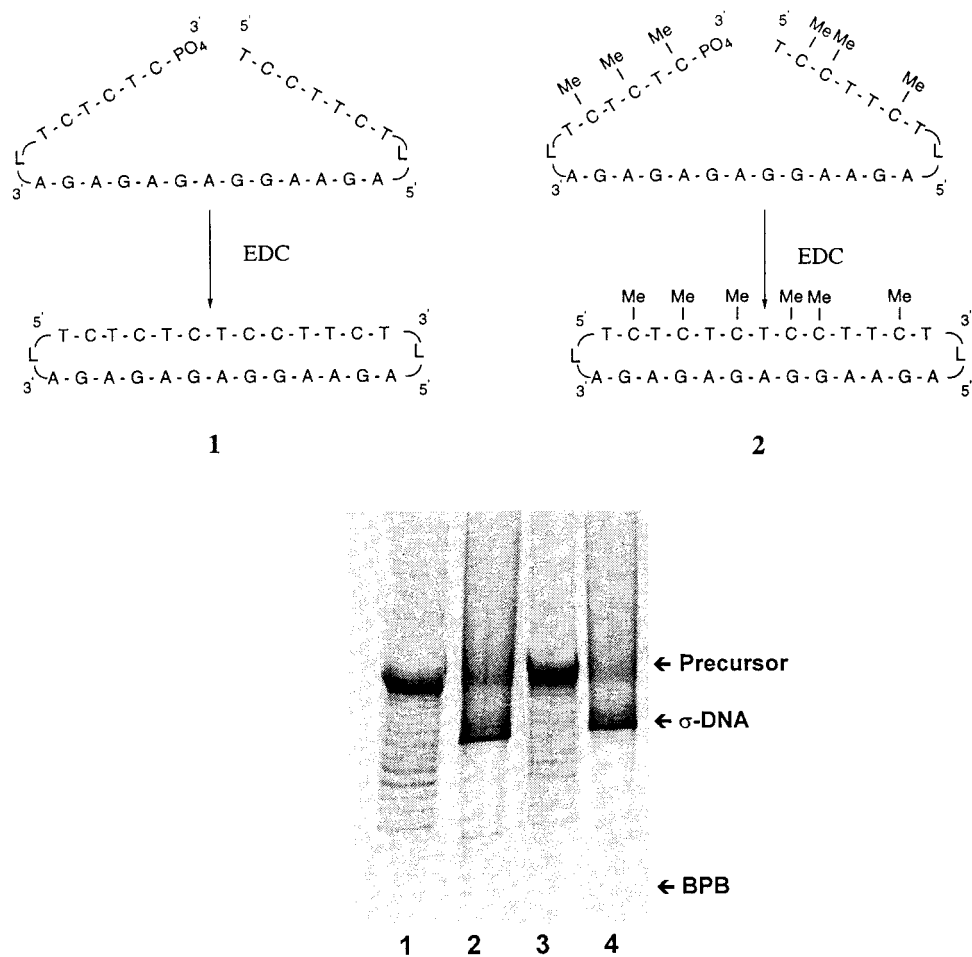 3' 5'
T-C-T-C-T-C-PO4
T-C-C-T-T-C-T
L L
3' A-G-A-G-A-G-A-G-G-A-A-G-A 5'
EDC
5' T-C-T-C-T-C-T-C-C-T-T-C-T 3'
L L
3' A-G-A-G-A-G-A-G-G-A-A-G-A 5'
1
3' 5'
Me Me Me Me Me Me
T-C-T-C-T-C-PO4
T-C-C-T-T-C-T
L L
3' A-G-A-G-A-G-A-G-G-A-A-G-A 5'
EDC
Me Me Me Me Me Me
5' T-C-T-C-T-C-T-C-C-T-T-C-T 3'
L L
3' A-G-A-G-A-G-A-G-G-A-A-G-A 5'
2
← Precursor
← σ-DNA
← BPB
1 2 3 4